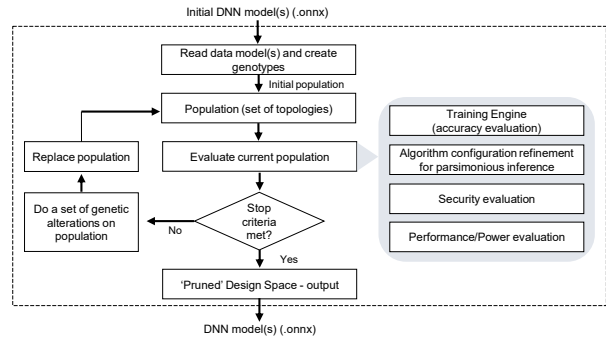 Initial DNN model(s) (.onnx)
Read data model(s) and create
genotypes
Initial population
Population (set of topologies)
Evaluate current population
Replace population
Do a set of genetic
alterations on
population
No
Stop
criteria
met?
Yes
'Pruned' Design Space - output
DNN model(s) (.onnx)
Training Engine
(accuracy evaluation)
Algorithm configuration refinement
for parsimonious inference
Security evaluation
Performance/Power evaluation